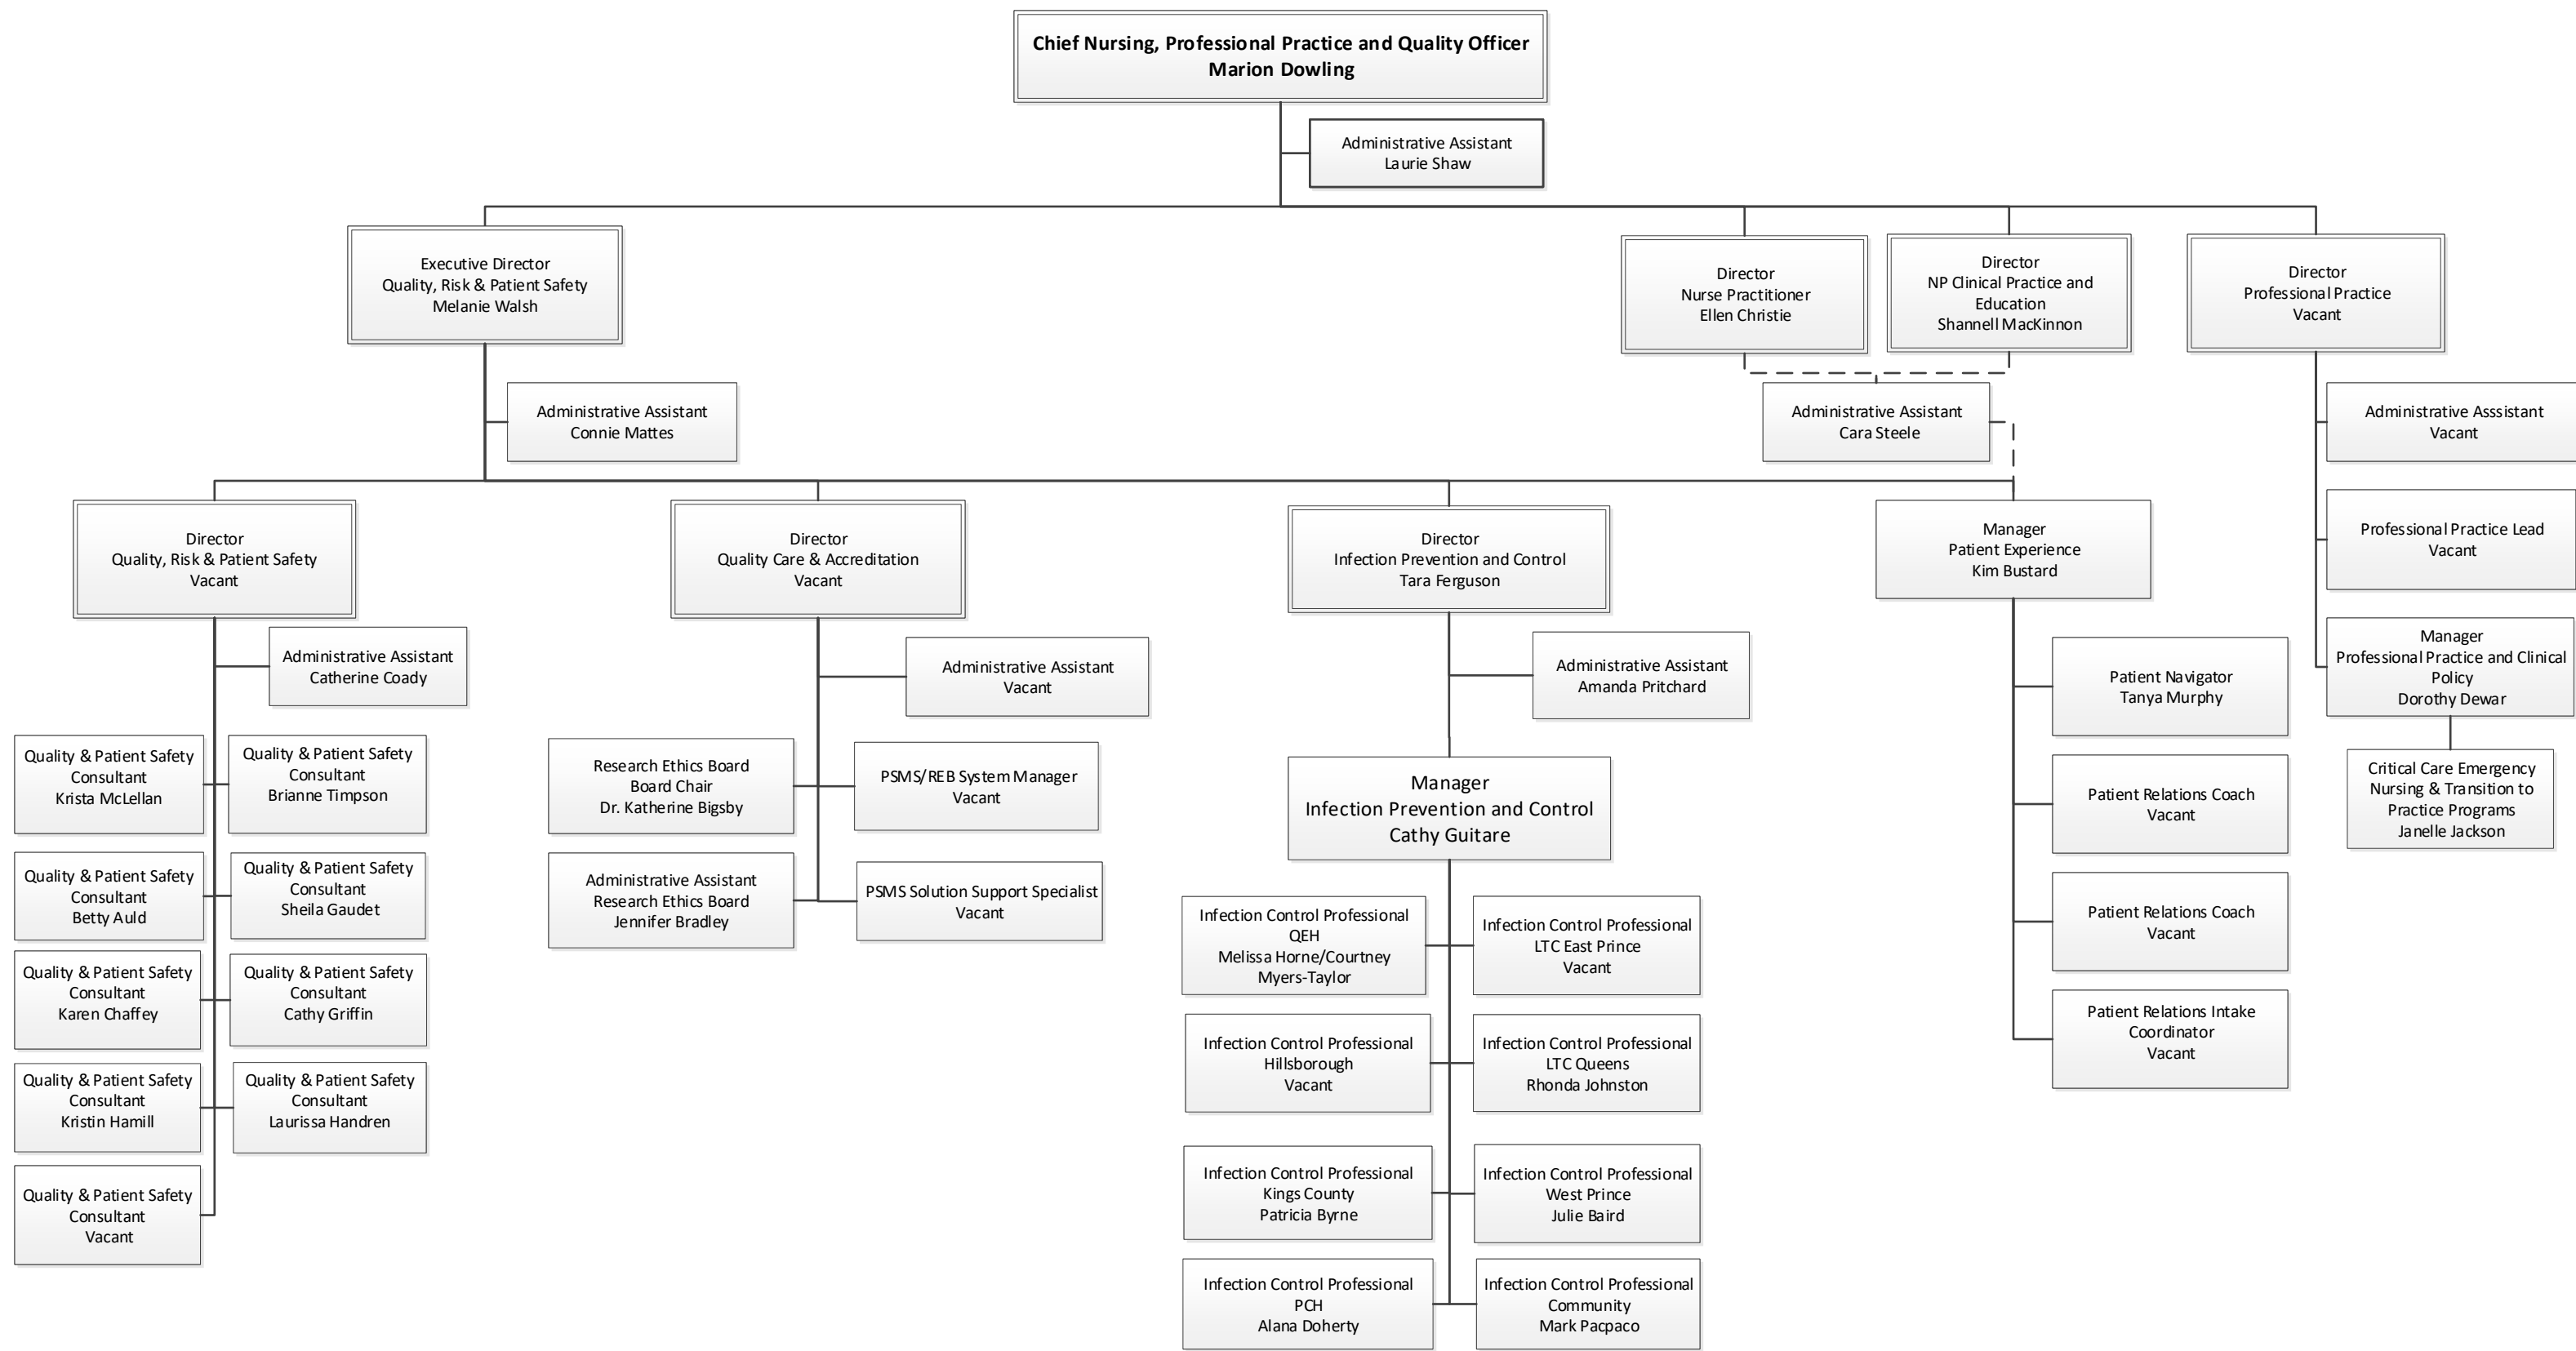 Chief Nursing, Professional Practice and Quality Officer
Marion Dowling
Administrative Assistant
Laurie Shaw
Executive Director
Quality, Risk & Patient Safety
Melanie Walsh
Director
Nurse Practitioner
Ellen Christie
Director
NP Clinical Practice and
Education
Shannell MacKinnon
Director
Professional Practice
Vacant
Administrative Assistant
Connie Mattes
Administrative Assistant
Cara Steele
Administrative Asssistant
Vacant
Professional Practice Lead
Vacant
Manager
Professional Practice and Clinical
Policy
Dorothy Dewar
Critical Care Emergency
Nursing & Transition to
Practice Programs
Janelle Jackson
Director
Quality, Risk & Patient Safety
Vacant
Administrative Assistant
Catherine Coady
Quality & Patient Safety
Consultant
Krista McLellan
Quality & Patient Safety
Consultant
Brianne Timpson
Quality & Patient Safety
Consultant
Betty Auld
Quality & Patient Safety
Consultant
Sheila Gaudet
Quality & Patient Safety
Consultant
Karen Chaffey
Quality & Patient Safety
Consultant
Cathy Griffin
Quality & Patient Safety
Consultant
Kristin Hamill
Quality & Patient Safety
Consultant
Laurissa Handren
Quality & Patient Safety
Consultant
Vacant
Director
Quality Care & Accreditation
Vacant
Administrative Assistant
Vacant
Research Ethics Board
Board Chair
Dr. Katherine Bigsby
PSMS/REB System Manager
Vacant
Administrative Assistant
Research Ethics Board
Jennifer Bradley
PSMS Solution Support Specialist
Vacant
Director
Infection Prevention and Control
Tara Ferguson
Administrative Assistant
Amanda Pritchard
Manager
Infection Prevention and Control
Cathy Guitare
Infection Control Professional
QEH
Melissa Horne/Courtney
Myers-Taylor
Infection Control Professional
LTC East Prince
Vacant
Infection Control Professional
Hillsborough
Vacant
Infection Control Professional
LTC Queens
Rhonda Johnston
Infection Control Professional
Kings County
Patricia Byrne
Infection Control Professional
West Prince
Julie Baird
Infection Control Professional
PCH
Alana Doherty
Infection Control Professional
Community
Mark Pacpaco
Manager
Patient Experience
Kim Bustard
Patient Navigator
Tanya Murphy
Patient Relations Coach
Vacant
Patient Relations Coach
Vacant
Patient Relations Intake
Coordinator
Vacant